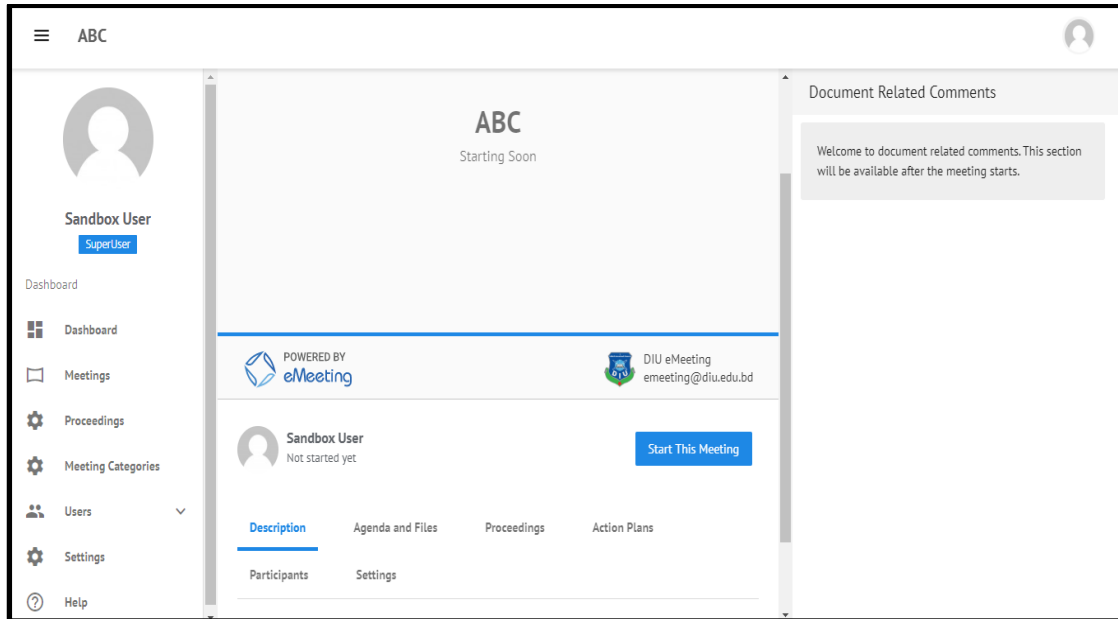 ABC
Sandbox User
SuperUser
Dashboard
Dashboard
Meetings
Proceedings
Meeting Categories
Users
Settings
Help
ABC
Starting Soon
POWERED BY
eMeeting
DIU
DIU eMeeting
emeeting@diu.edu.bd
Sandbox User
Not started yet
Start This Meeting
Description Agenda and Files Proceedings Action Plans
Participants Settings
Document Related Comments
Welcome to document related comments. This section
will be available after the meeting starts.